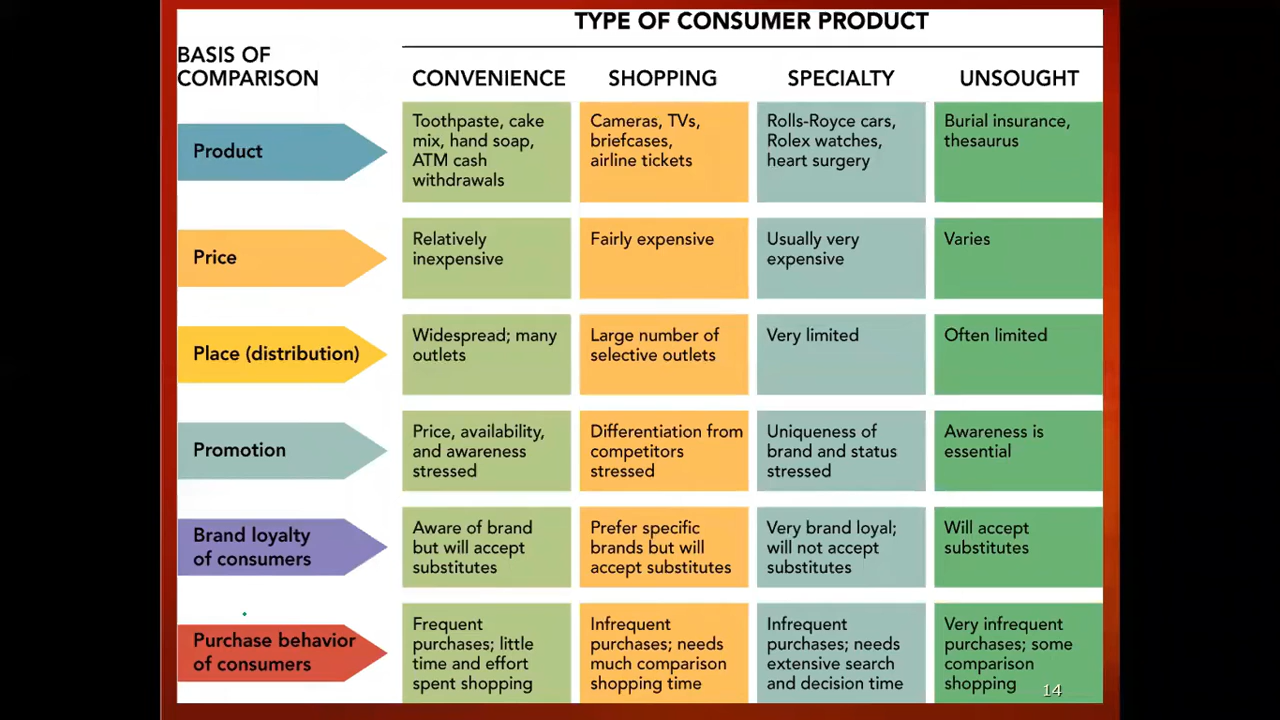 TYPE OF CONSUMER PRODUCT
BASIS OF
COMPARISON
CONVENIENCE
SHOPPING
SPECIALTY
UNSOUGHT
Product
Toothpaste, cake
mix, hand soap,
ATM cash
withdrawals
Cameras, TVs,
briefcases,
airline tickets
Rolls-Royce cars,
Rolex watches,
heart surgery
Burial insurance,
thesaurus
Price
Relatively
inexpensive
Fairly expensive
Usually very
expensive
Varies
Place (distribution)
Widespread; many
outlets
Large number of
selective outlets
Very limited
Often limited
Promotion
Price, availability,
and awareness
stressed
Differentiation from
competitors
stressed
Uniqueness of
brand and status
stressed
Awareness is
essential
Brand loyalty
of consumers
Aware of brand
but will accept
substitutes
Prefer specific
brands but will
accept substitutes
Very brand loyal;
will not accept
substitutes
Will accept
substitutes
Purchase behavior
of consumers
Frequent
purchases; little
time and effort
spent shopping
Infrequent
purchases; needs
much comparison
shopping time
Infrequent
purchases; needs
extensive search
and decision time
Very infrequent
purchases; some
comparison
shopping
14